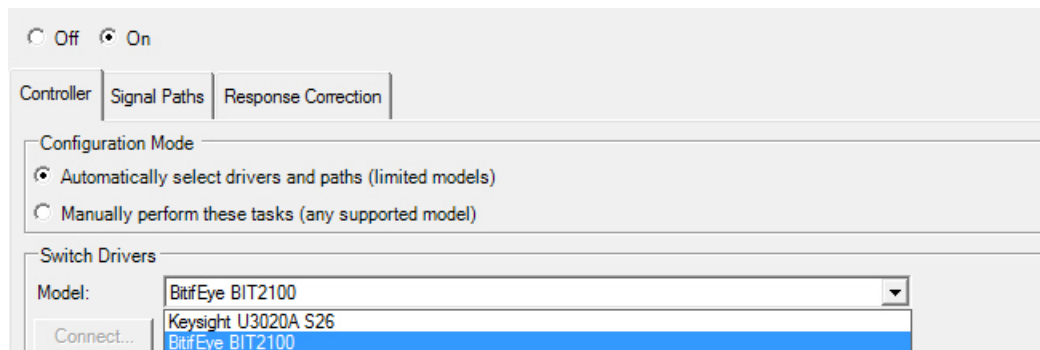 Off On
Controller Signal Paths Response Correction
Configuration Mode
Automatically select drivers and paths (limited models)
Manually perform these tasks (any supported model)
Switch Drivers
Model: BitifEye BIT2100
Keysight U3020A S26
Connect... BitifEye BIT2100